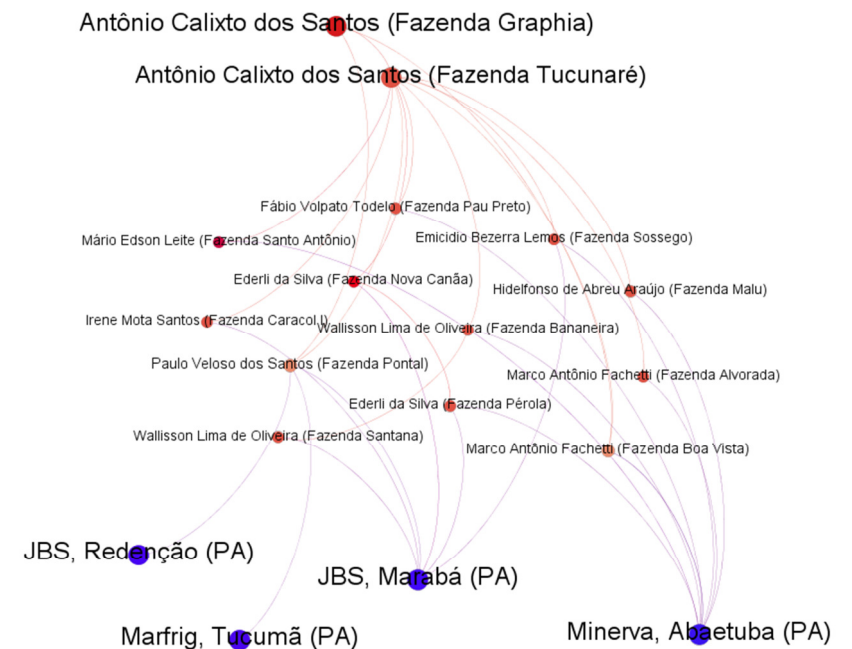 Antônio Calixto dos Santos (Fazenda Graphia)
Antônio Calixto dos Santos (Fazenda Tucunaré)
Fábio Volpato Todelo (Fazenda Pau Preto)
Mário Edson Leite (Fazenda Santo Antônio)
Emicidio Bezerra Lemos (Fazenda Sossego)
Ederli da Silva (Fazenda Nova Canãa)
Hidelfonso de Abreu Araújo (Fazenda Malu)
Irene Mota Santos (Fazenda Caracol I)
Wallisson Lima de Oliveira (Fazenda Bananeira)
Paulo Veloso dos Santos (Fazenda Pontal)
Marco Antônio Fachetti (Fazenda Alvorada)
Ederli da Silva (Fazenda Pérola)
Wallisson Lima de Oliveira (Fazenda Santana)
Marco Antônio Fachetti (Fazenda Boa Vista)
JBS, Redenção (PA)
JBS, Marabá (PA)
Marfrig, Tucumã (PA)
Minerva, Abaetuba (PA)